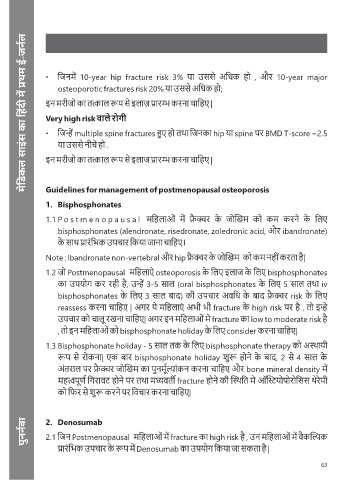 मेडिकल साइंस का हिंदी में प्रथम ई-जर्नल
• जिनमें 10-year hip fracture risk 3% या उससे अधिक हो , और 10-year major
osteoporotic fractures risk 20% या उससे अधिक हो;
इन मरीजों का तत्काल रूप से इलाज़ प्रारम्भ करना चाहिए |
Very high risk वाले रोगी
• जिन्हें multiple spine fractures हुए हों तथा जिनका hip या spine पर BMD T-score ~2.5
या उससे नीचे हो .
इन मरीजों का तत्काल रूप से इलाज प्रारम्भ करना चाहिए |
Guidelines for management of postmenopausal osteoporosis
1. Bisphosphonates
1.1 Postmenopausal महिलाओं में फ्रैक्चर के जोखिम को कम करने के लिए
bisphosphonates (alendronate, risedronate, zoledronic acid, और ibandronate)
के साथ प्रारंभिक उपचार किया जाना चाहिए।
Note : Ibandronate non-vertebral और hip फ्रैक्चर के जोखिम को कम नहीं करता है|
1.2 जो Postmenopausal महिलाऐं osteoporosis के लिए इलाज के लिए bisphosphonates
का उपयोग कर रही है, उन्हें 3-5 साल (oral bisphosphonates के लिए 5 साल तथा iv
bisphosphonates के लिए 3 साल बाद) की उपचार अवधि के बाद फ्रैक्चर risk के लिए
reassess करना चाहिए | अगर ये महिलाएं अभी भी fracture के high risk पर है , तो इन्हे
उपचार को चालु रखना चाहिए| अगर इन महिलाओं में fracture का low to moderate risk है
, तो इन महिलाओं को bisphosphonate holiday के लिए consider करना चाहिए|
1.3 Bisphosphonate holiday - 5 साल तक के लिए bisphosphonate therapy को अस्थायी
रूप से रोकना) एक बार bisphosphonate holiday शुरू होने के बाद, 2 से 4 साल के
अंतराल पर फ्रैक्चर जोखिम का पुनर्मूल्यांकन करना चाहिए और bone mineral density में
महत्वपूर्ण गिरावट होने पर तथा मध्यवर्ती fracture होने की स्थिति में ऑस्टियोपोरोसिस थेरेपी
को फिर से शुरू करने पर विचार करना चाहिए|
2. Denosumab
2.1 जिन Postmenopausal महिलाओं में fracture का high risk है , उन महिलाओं में वैकल्पिक
प्रारंभिक उपचार के रूप में Denosumab का उपयोग किया जा सकता है |
पुनर्नवा
63